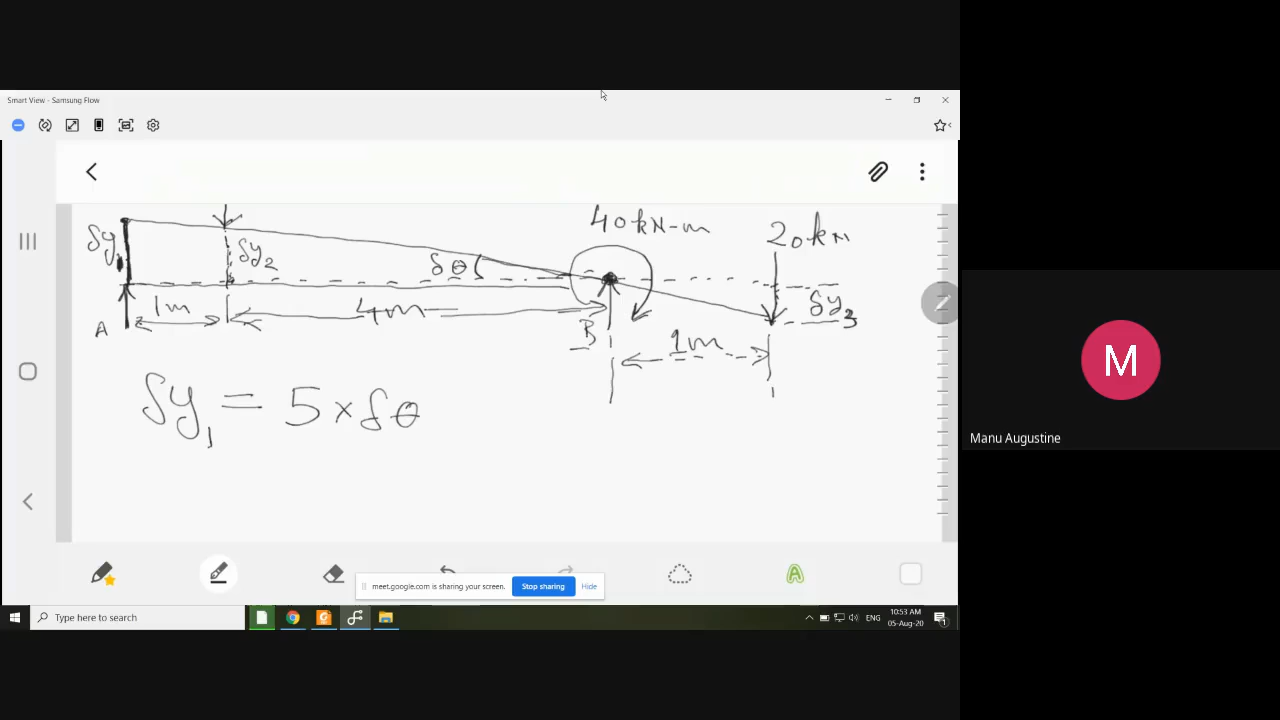 Smart View - Samsung Flow
40kN-m
20kN
δy1
δy2
δθ
δy3
1m
4m
A
B
1m
δy1 = 5 × δθ
Manu Augustine
M
A
meet.google.com is sharing your screen. Stop sharing Hide
Type here to search
ENG
10:53 AM
05-Aug-20
1